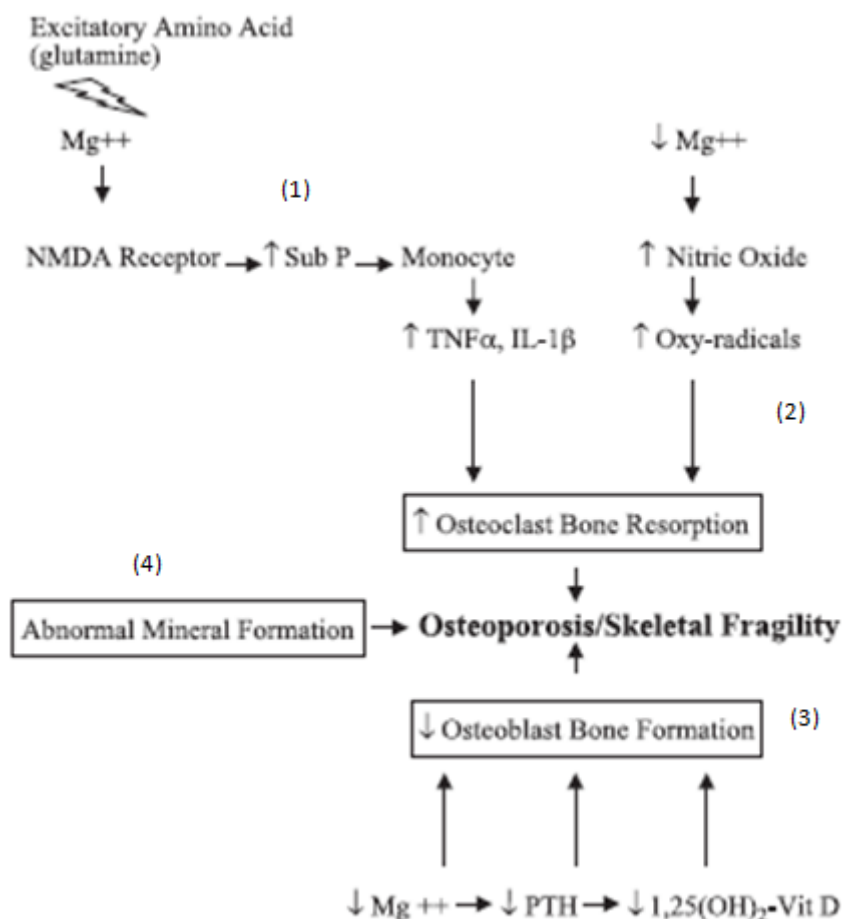 Excitatory Amino Acid
(glutamine)
Mg++
↓ Mg++
(1)
NMDA Receptor → ↑ Sub P → Monocyte
↑ Nitric Oxide
↑ TNFα, IL-1β
↑ Oxy-radicals
(2)
↑ Osteoclast Bone Resorption
(4)
Abnormal Mineral Formation → Osteoporosis/Skeletal Fragility
↓ Osteoblast Bone Formation
(3)
↓ Mg ++ → ↓ PTH → ↓ 1,25(OH)₂-Vit D